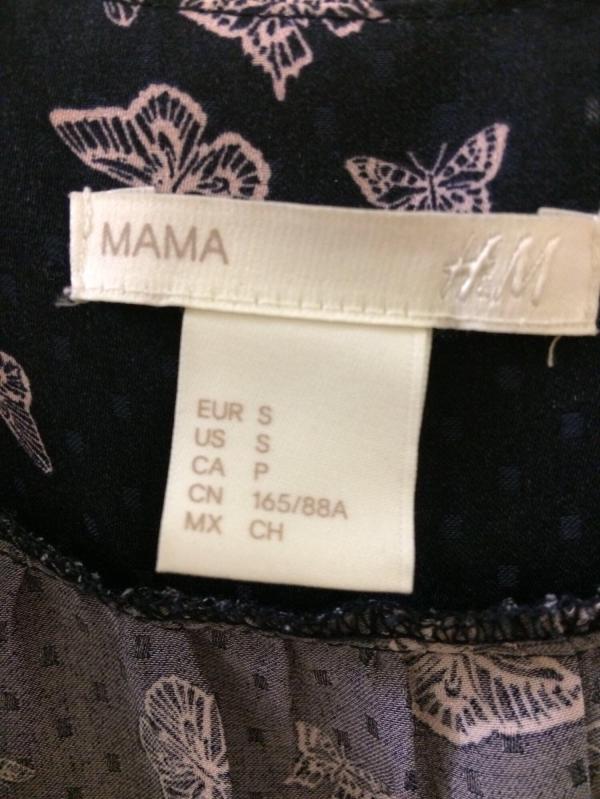 MAMA H&M
EUR S
US S
CA P
CN 165/88A
MX CH